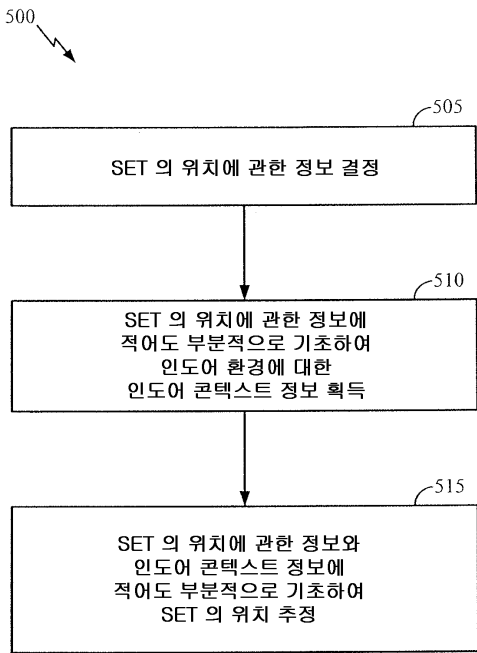 500
505
SET 의 위치에 관한 정보 결정
510
SET 의 위치에 관한 정보에
적어도 부분적으로 기초하여
인도어 환경에 대한
인도어 콘텍스트 정보 획득
515
SET 의 위치에 관한 정보와
인도어 콘텍스트 정보에
적어도 부분적으로 기초하여
SET 의 위치 추정